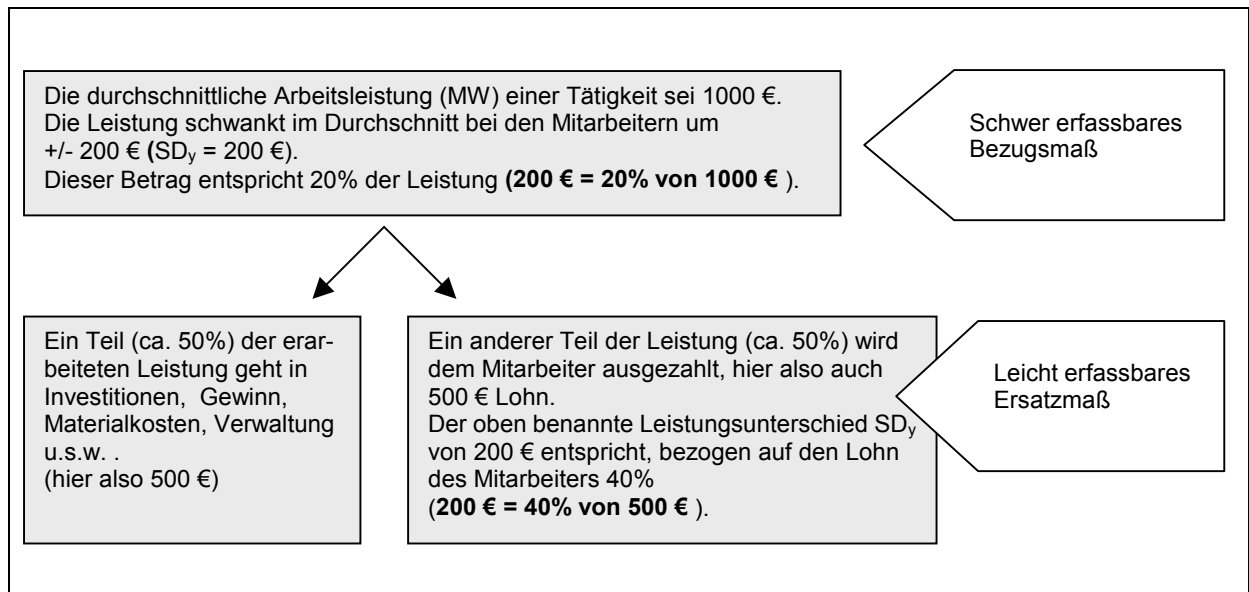 Die durchschnittliche Arbeitsleistung (MW) einer Tätigkeit sei 1000 €.
Die Leistung schwankt im Durchschnitt bei den Mitarbeitern um
+/- 200 € (SDy = 200 €).
Dieser Betrag entspricht 20% der Leistung (200 € = 20% von 1000 € ).
Schwer erfassbares
Bezugsmaß
Ein Teil (ca. 50%) der erar-
beiteten Leistung geht in
Investitionen, Gewinn,
Materialkosten, Verwaltung
u.s.w. .
(hier also 500 €)
Ein anderer Teil der Leistung (ca. 50%) wird
dem Mitarbeiter ausgezahlt, hier also auch
500 € Lohn.
Der oben benannte Leistungsunterschied SDy
von 200 € entspricht, bezogen auf den Lohn
des Mitarbeiters 40%
(200 € = 40% von 500 € ).
Leicht erfassbares
Ersatzmaß